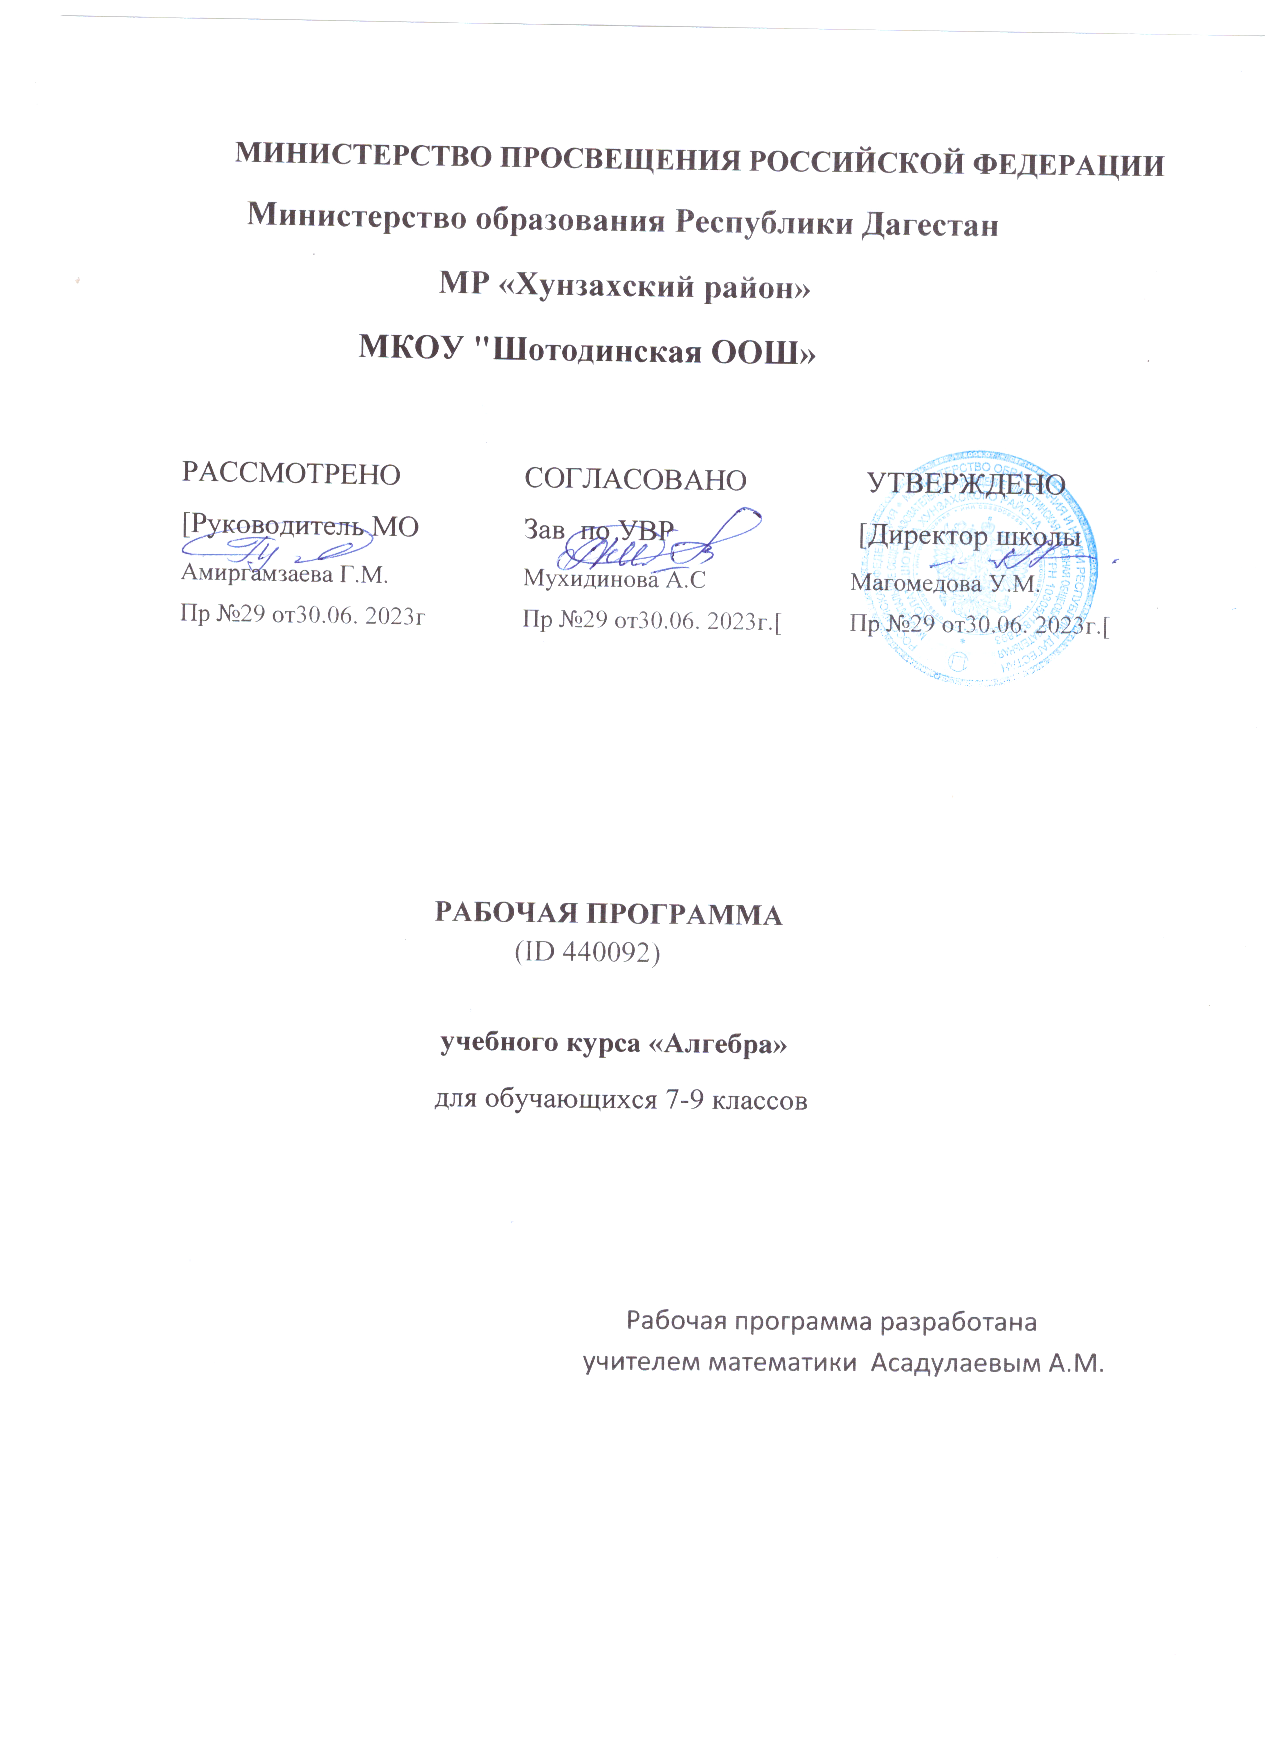 МИНИСТЕРСТВО ПРОСВЕЩЕНИЯ РОССИЙСКОЙ ФЕДЕРАЦИИ
Министерство образования Республики Дагестан
МР «Хунзахский район»
МКОУ "Шотодинская ООШ»
РАССМОТРЕНО
[Руководитель МО
Амиргамзаева Г.М.
Пр №29 от30.06. 2023г
СОГЛАСОВАНО
Зав по УВР
Мухидинова А.С
Пр №29 от30.06. 2023г.[
УТВЕРЖДЕНО
[Директор школы
Магомедова У.М.
Пр №29 от30.06. 2023г.[
РАБОЧАЯ ПРОГРАММА
(ID 440092)
учебного курса «Алгебра»
для обучающихся 7-9 классов
Рабочая программа разработана
учителем математики Асадулаевым А.М.